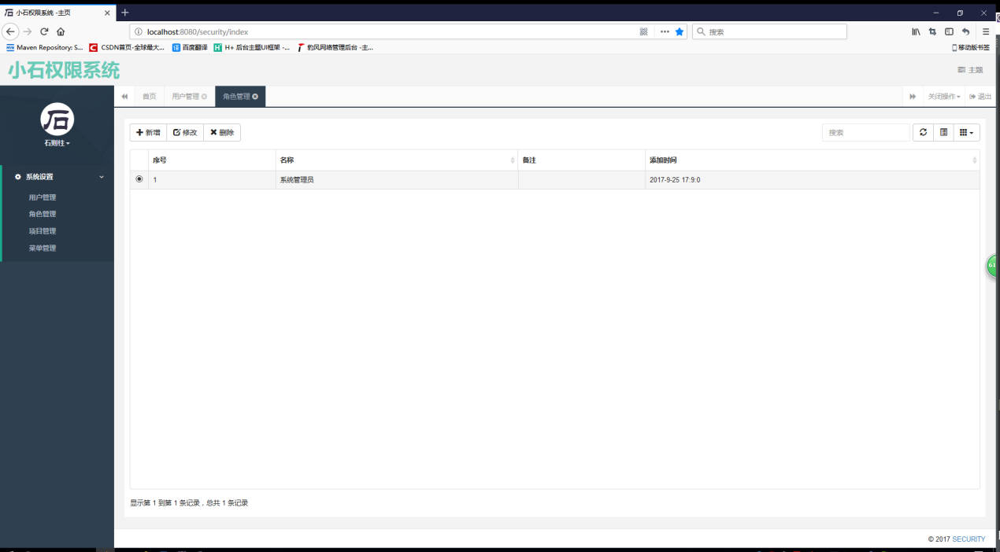 小石权限系统 -主页
localhost:8080/security/index
搜索
Maven Repository: S... CSDN首页-全球最大... 百度翻译 H+ 后台主题UI框架 -... 豹风网络管理后台 -主...
移动版书签
小石权限系统
主题
首页 用户管理 角色管理
关闭操作 退出
石
石则柱
新增 修改 删除
搜索
序号 名称 备注 添加时间
1 系统管理员 2017-9-25 17:9:0
系统设置
用户管理
角色管理
项目管理
菜单管理
61
显示第 1 到第 1 条记录，总共 1 条记录
© 2017 SECURITY